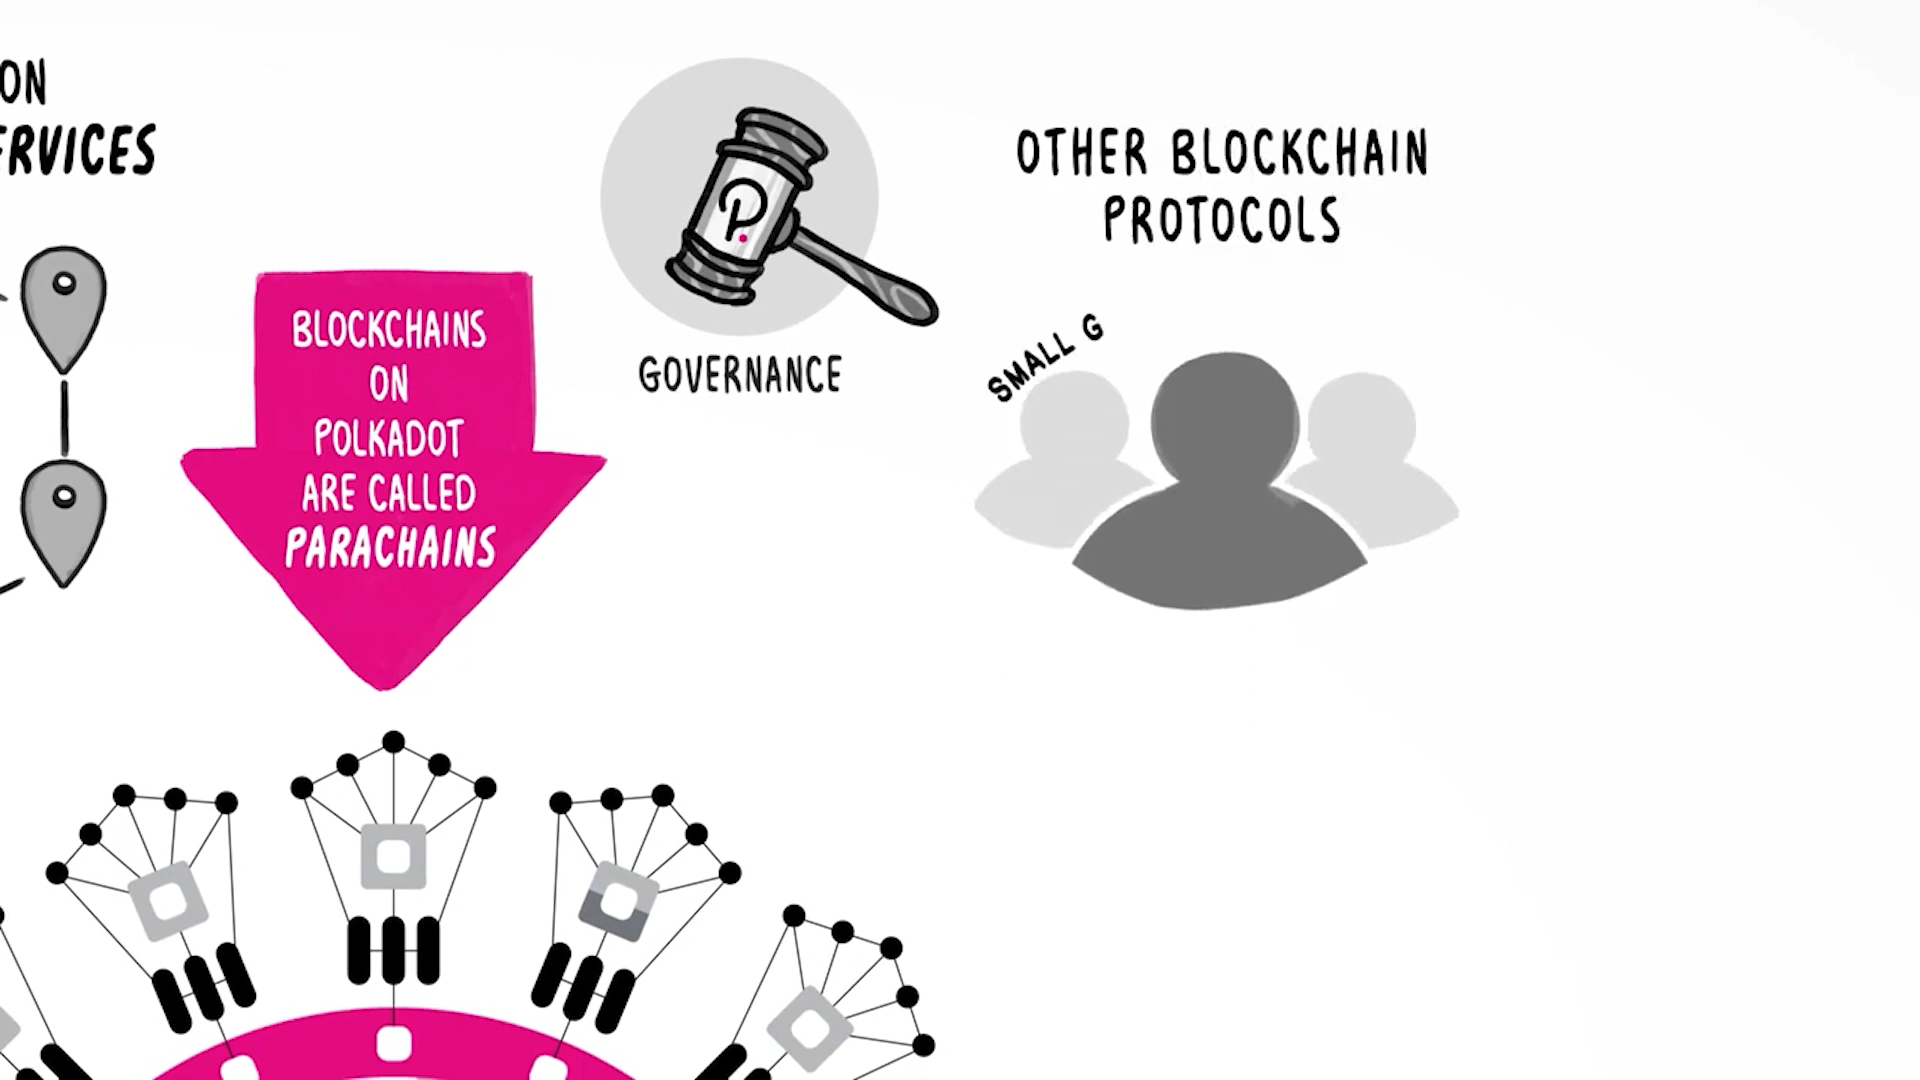 ON
ERVICES
BLOCKCHAINS
ON
POLKADOT
ARE CALLED
PARACHAINS
P.
GOVERNANCE
OTHER BLOCKCHAIN
PROTOCOLS
SMALL G